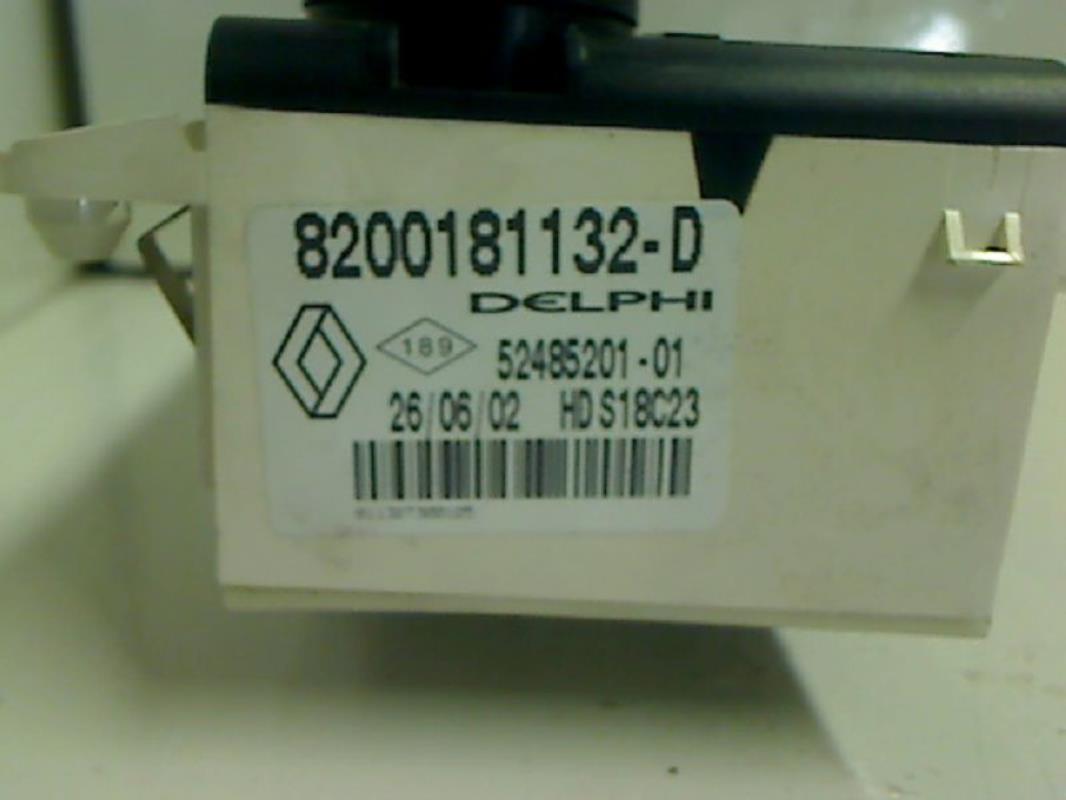 8200181132-D
DELPHI
189
52485201-01
26/06/02 HD S18C23